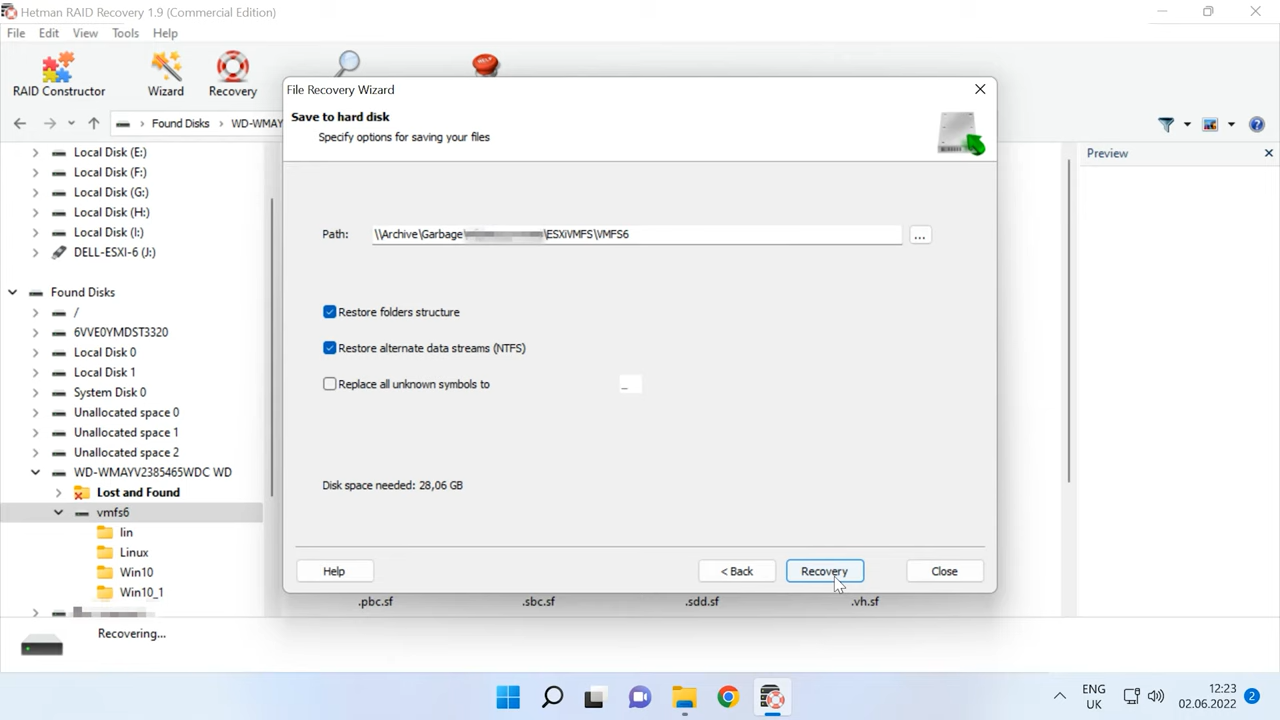 Hetman RAID Recovery 1.9 (Commercial Edition)
File Edit View Tools Help
RAID Constructor Wizard Recovery
HELP
Found Disks WD-WMAY
Local Disk (E:)
Local Disk (F:)
Local Disk (G:)
Local Disk (H:)
Local Disk (I:)
DELL-ESXI-6 (J:)
Found Disks
/
6VVE0YMDST3320
Local Disk 0
Local Disk 1
System Disk 0
Unallocated space 0
Unallocated space 1
Unallocated space 2
WD-WMAYV2385465WDC WD
Lost and Found
vmfs6
lin
Linux
Win10
Win10_1
File Recovery Wizard
Save to hard disk
Specify options for saving your files
Path: \\Archive\Garbage\ \ESXiVMFS\VMFS6 ...
Restore folders structure
Restore alternate data streams (NTFS)
Replace all unknown symbols to _
Disk space needed: 28,06 GB
Help < Back Recovery Close
.pbc.sf .sbc.sf .sdd.sf .vh.sf
Preview
Recovering...
ENG
UK
12:23
02.06.2022
2